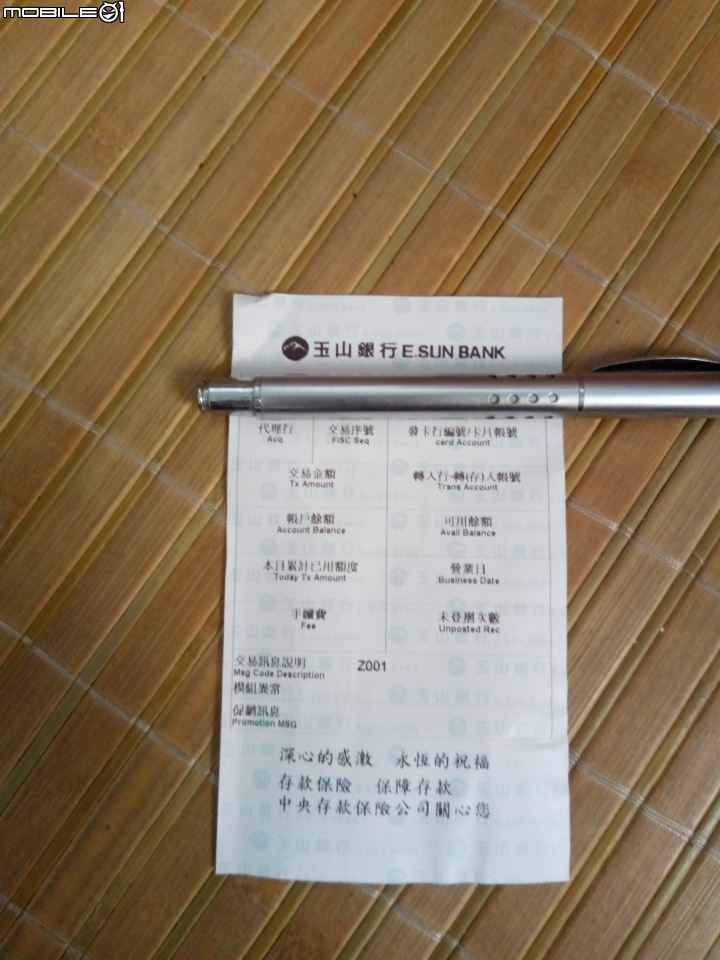 MOBILE01
玉山銀行 E.SUN BANK
代理行 交易序號 發卡行編號/卡片帳號
Acq. FISC Seq card Account
交易金額 轉入行-轉(存)入帳號
Tx Amount Trans Account
帳戶餘額 可用餘額
Account Balance Avail Balance
本日累計已用額度 營業日
Today Tx Amount Business Date
手續費 未登摺次數
Fee Unposted Rec
交易訊息說明 Z001
Msg Code Description
模組異常
促銷訊息
Promotion MSG
深心的感激 永恆的祝福
存款保險 保障存款
中央存款保險公司關心您